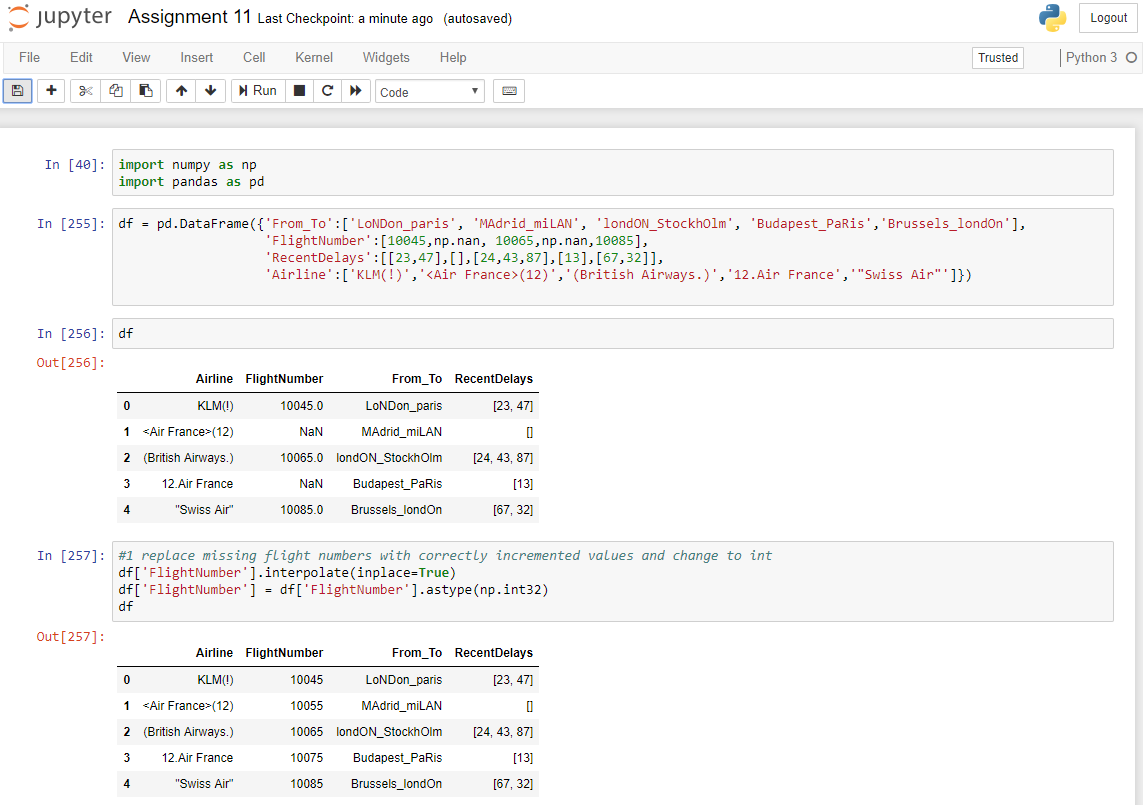 jupyter Assignment 11 Last Checkpoint: a minute ago (autosaved) Logout
File Edit View Insert Cell Kernel Widgets Help Trusted Python 3
Run Code
In [40]: import numpy as np
import pandas as pd
In [255]: df = pd.DataFrame({'From_To':['LoNDon_paris', 'MAdrid_miLAN', 'londON_StockhOlm', 'Budapest_PaRis','Brussels_londOn'],
'FlightNumber':[10045,np.nan, 10065,np.nan,10085],
'RecentDelays':[[23,47],[],[24,43,87],[13],[67,32]],
'Airline':['KLM(!)','<Air France>(12)','(British Airways.)','12.Air France','"Swiss Air"']})
In [256]: df
Out[256]:
Airline FlightNumber From_To RecentDelays
0 KLM(!) 10045.0 LoNDon_paris [23, 47]
1 <Air France>(12) NaN MAdrid_miLAN []
2 (British Airways.) 10065.0 londON_StockhOlm [24, 43, 87]
3 12.Air France NaN Budapest_PaRis [13]
4 "Swiss Air" 10085.0 Brussels_londOn [67, 32]
In [257]: #1 replace missing flight numbers with correctly incremented values and change to int
df['FlightNumber'].interpolate(inplace=True)
df['FlightNumber'] = df['FlightNumber'].astype(np.int32)
df
Out[257]:
Airline FlightNumber From_To RecentDelays
0 KLM(!) 10045 LoNDon_paris [23, 47]
1 <Air France>(12) 10055 MAdrid_miLAN []
2 (British Airways.) 10065 londON_StockhOlm [24, 43, 87]
3 12.Air France 10075 Budapest_PaRis [13]
4 "Swiss Air" 10085 Brussels_londOn [67, 32]